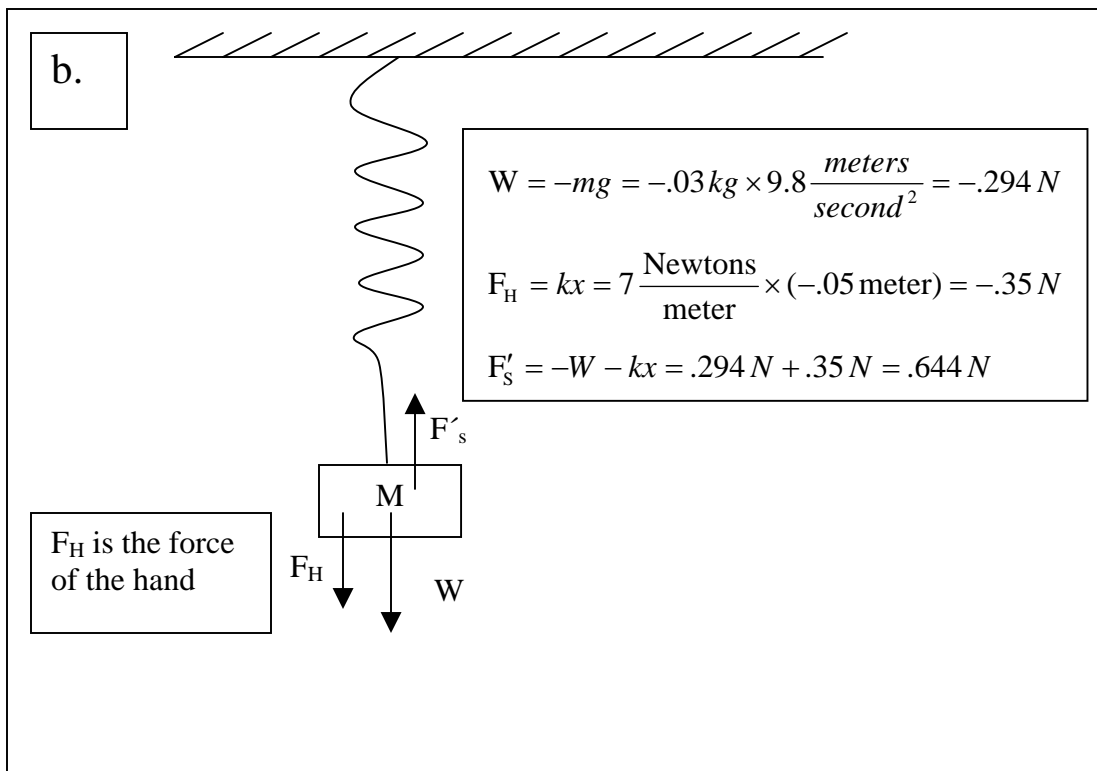 b.
W = −mg = −.03 kg × 9.8 meters/second² = −.294 N
F_H = kx = 7 Newtons/meter × (−.05 meter) = −.35 N
F′_S = −W − kx = .294 N + .35 N = .644 N
F´s
M
F_H is the force
of the hand
F_H
W